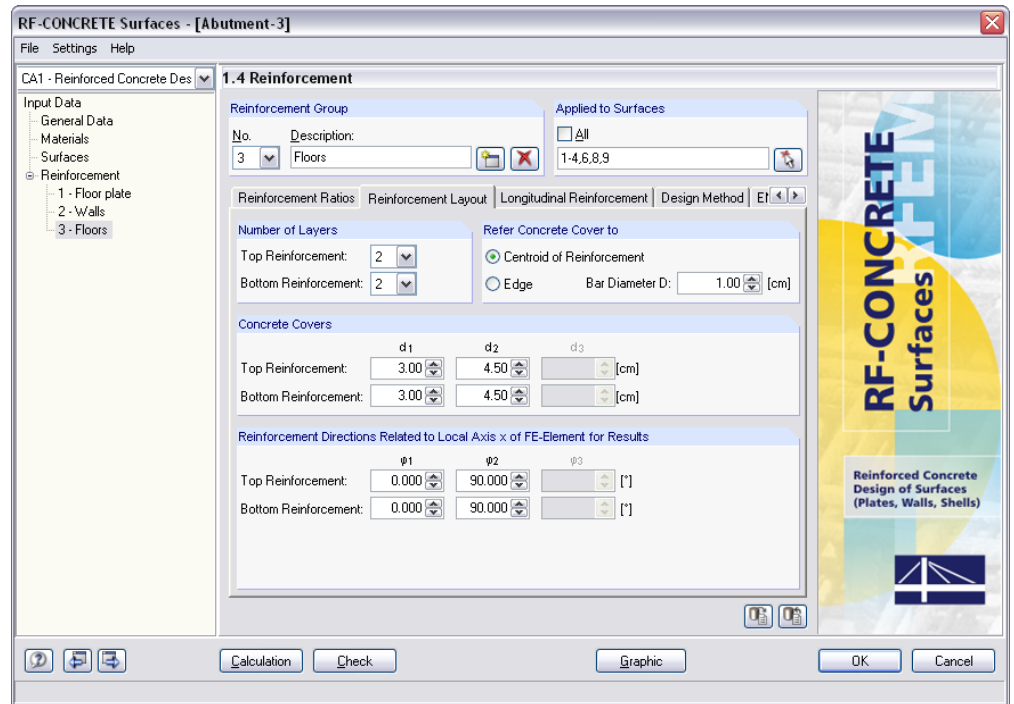 RF-CONCRETE Surfaces - [Abutment-3]
File Settings Help
CA1 - Reinforced Concrete Des
Input Data
General Data
Materials
Surfaces
Reinforcement
1 - Floor plate
2 - Walls
3 - Floors
1.4 Reinforcement
Reinforcement Group
No. Description:
3 Floors
Applied to Surfaces
All
1-4,6,8,9
Reinforcement Ratios Reinforcement Layout Longitudinal Reinforcement Design Method
Number of Layers
Top Reinforcement: 2
Bottom Reinforcement: 2
Refer Concrete Cover to
Centroid of Reinforcement
Edge Bar Diameter D: 1.00 [cm]
Concrete Covers
d1 d2 d3
Top Reinforcement: 3.00 4.50 [cm]
Bottom Reinforcement: 3.00 4.50 [cm]
Reinforcement Directions Related to Local Axis x of FE-Element for Results
φ1 φ2 φ3
Top Reinforcement: 0.000 90.000 [°]
Bottom Reinforcement: 0.000 90.000 [°]
RFEM
RF-CONCRETE
Surfaces
Reinforced Concrete
Design of Surfaces
(Plates, Walls, Shells)
Calculation Check Graphic OK Cancel